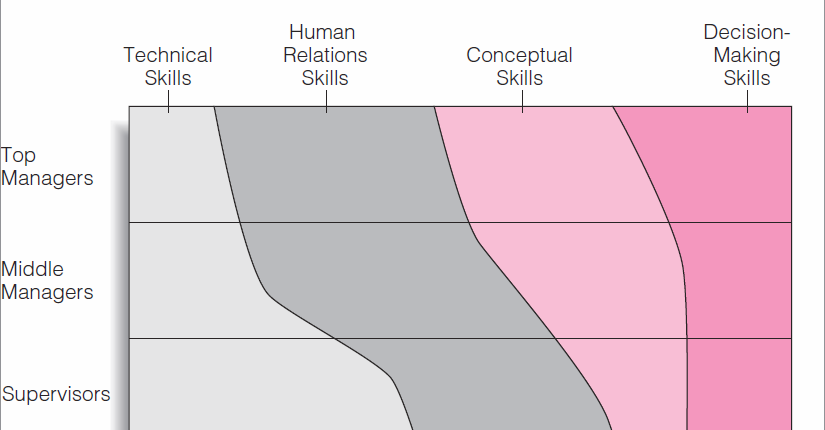 Technical
Skills
Human
Relations
Skills
Conceptual
Skills
Decision-
Making
Skills
Top
Managers
Middle
Managers
Supervisors